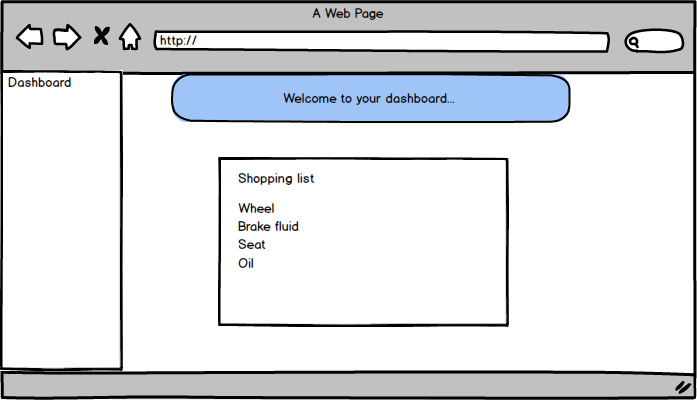 A Web Page
http://
Dashboard
Welcome to your dashboard...
Shopping list
Wheel
Brake fluid
Seat
Oil